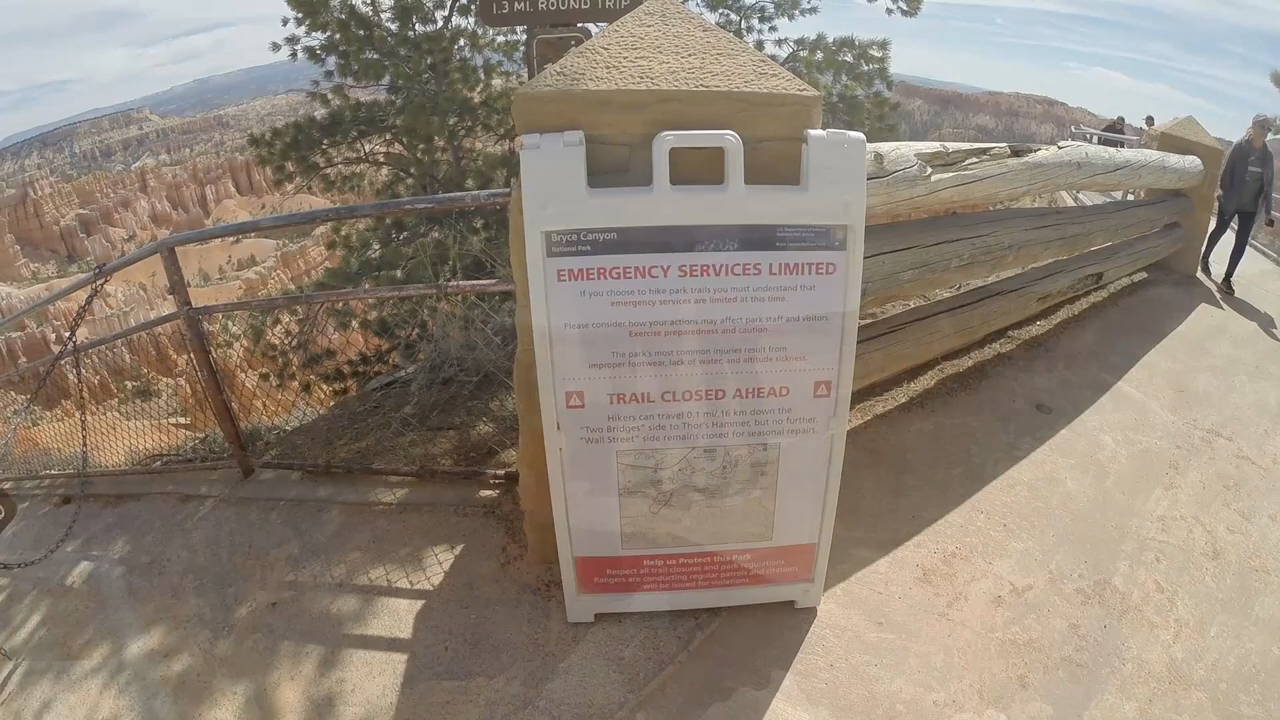 1.3 MI. ROUND TRIP
Bryce Canyon
National Park
EMERGENCY SERVICES LIMITED
If you choose to hike park trails you must understand that
emergency services are limited at this time.
Please consider how your actions may affect park staff and visitors.
Exercise preparedness and caution.
The park's most common injuries result from
improper footwear, lack of water, and altitude sickness.
TRAIL CLOSED AHEAD
Hikers can travel 0.1 mi/.16 km down the
"Two Bridges" side to Thor's Hammer, but no further.
"Wall Street" side remains closed for seasonal repairs.
Help us Protect this Park
Respect all trail closures and park regulations.
Rangers are conducting regular patrols and citations
will be issued for violations.